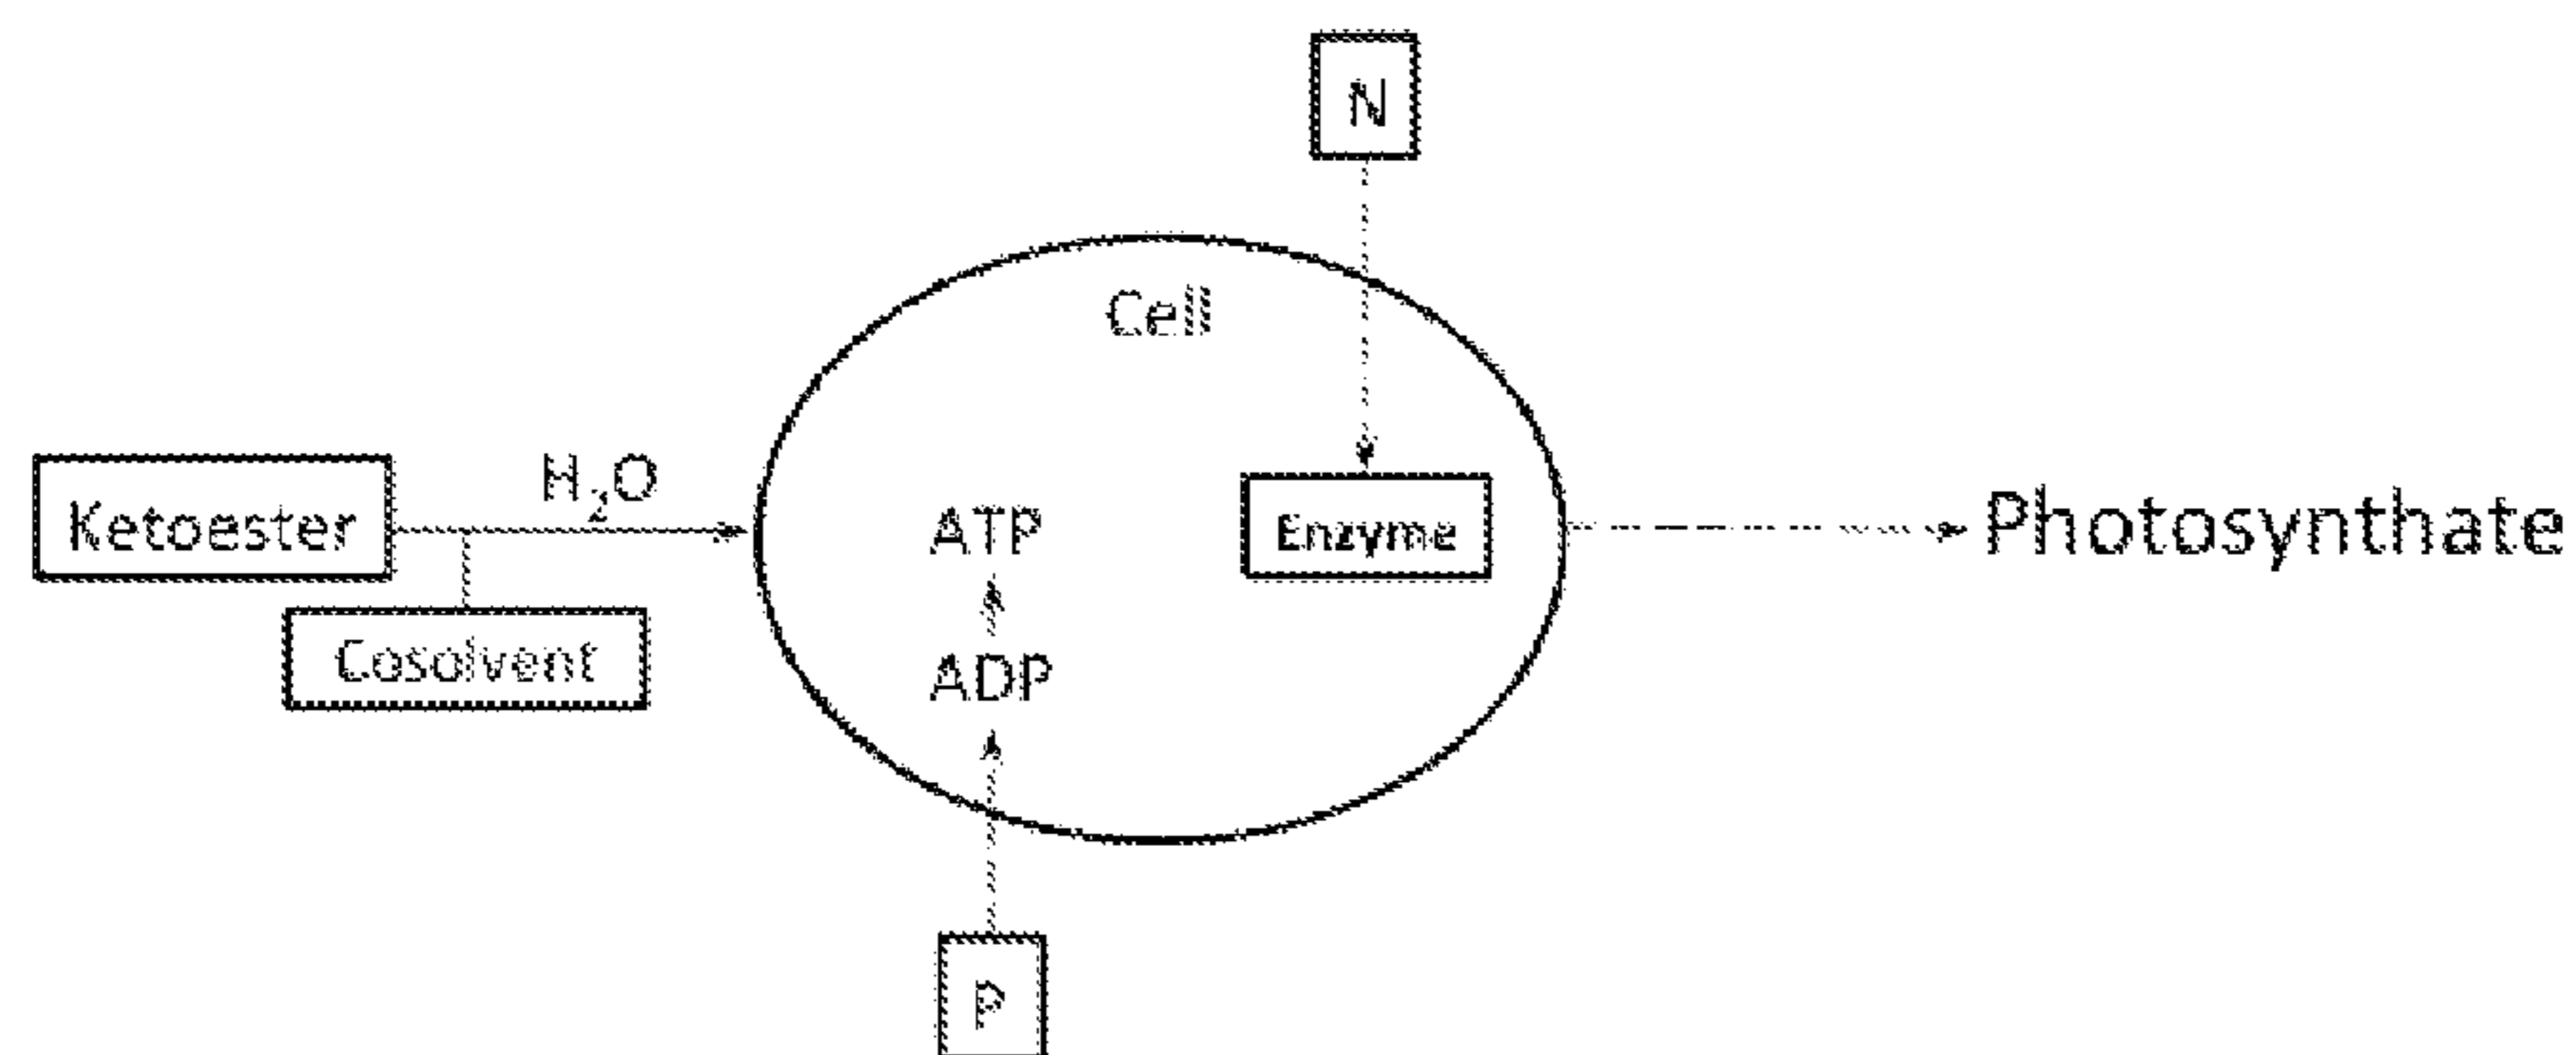 N
Cell
H₂O
Ketoester
ATP
Enzyme
Photosynthate
Cosolvent
ADP
P